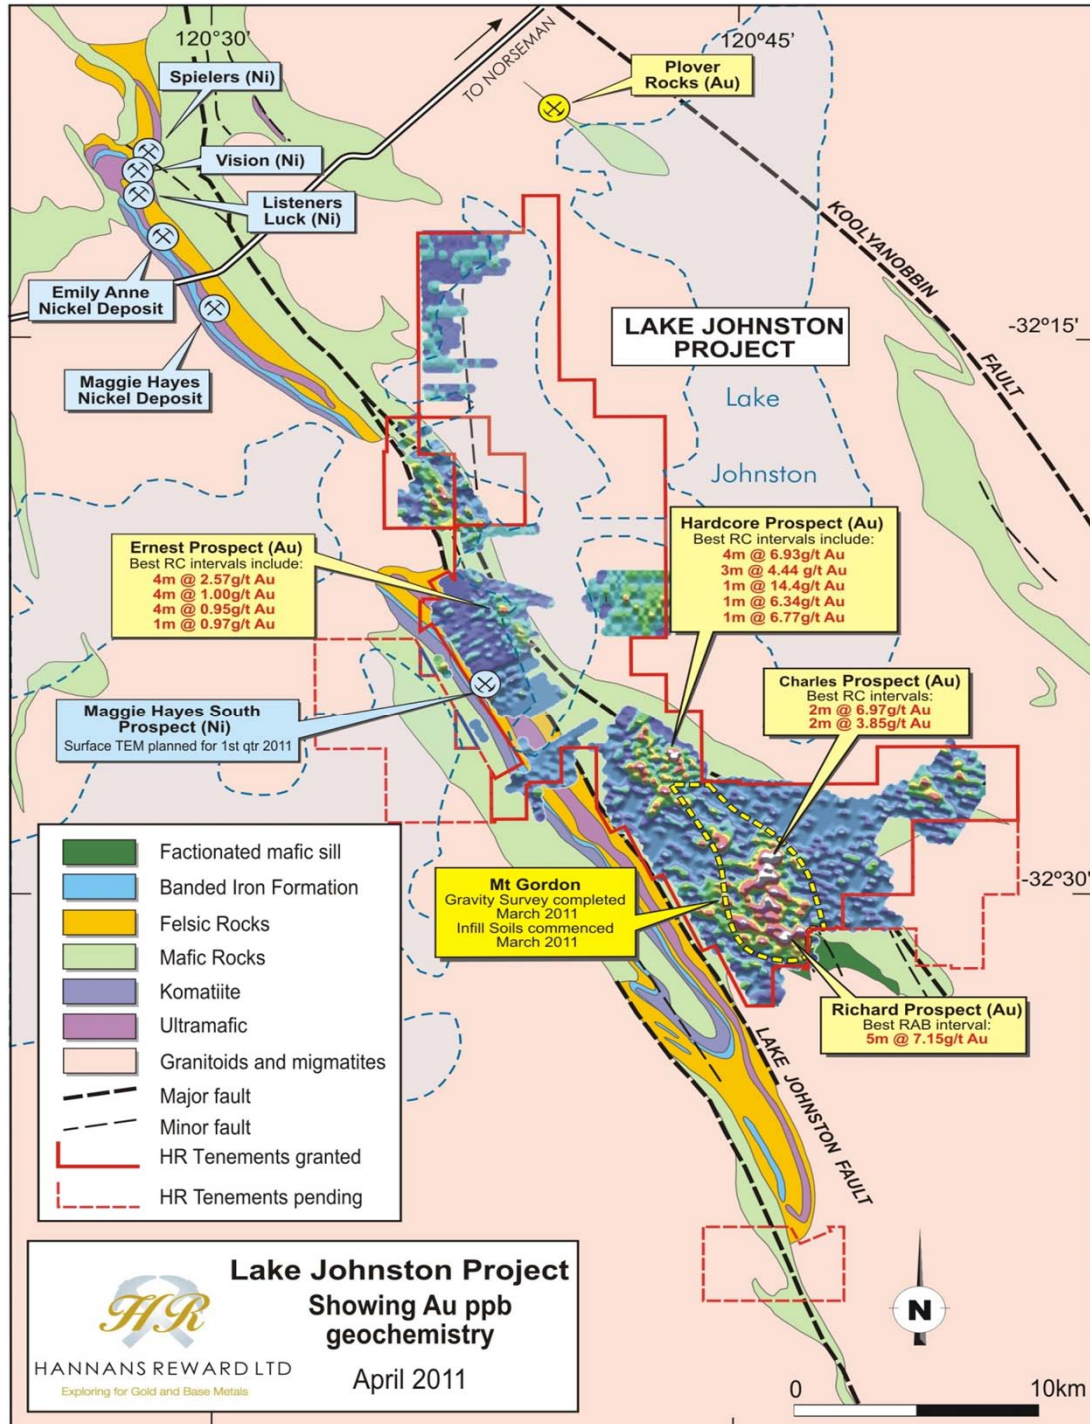 120º30'
120º45'
TO NORSEMAN
Spielers (Ni)
Vision (Ni)
Listeners
Luck (Ni)
Emily Anne
Nickel Deposit
Maggie Hayes
Nickel Deposit
Plover
Rocks (Au)
KOOLYANOBBIN
FAULT
-32º15'
LAKE JOHNSTON
PROJECT
Lake
Johnston
Ernest Prospect (Au)
Best RC intervals include:
4m @ 2.57g/t Au
4m @ 1.00g/t Au
4m @ 0.95g/t Au
1m @ 0.97g/t Au
Hardcore Prospect (Au)
Best RC intervals include:
4m @ 6.93g/t Au
3m @ 4.44 g/t Au
1m @ 14.4g/t Au
1m @ 6.34g/t Au
1m @ 6.77g/t Au
Maggie Hayes South
Prospect (Ni)
Surface TEM planned for 1st qtr 2011
Charles Prospect (Au)
Best RC intervals:
2m @ 6.97g/t Au
2m @ 3.85g/t Au
Mt Gordon
Gravity Survey completed
March 2011
Infill Soils commenced
March 2011
-32º30'
Richard Prospect (Au)
Best RAB interval:
5m @ 7.15g/t Au
LAKE JOHNSTON FAULT
Factionated mafic sill
Banded Iron Formation
Felsic Rocks
Mafic Rocks
Komatiite
Ultramafic
Granitoids and migmatites
Major fault
Minor fault
HR Tenements granted
HR Tenements pending
HR
HANNANS REWARD LTD
Exploring for Gold and Base Metals
Lake Johnston Project
Showing Au ppb
geochemistry
April 2011
N
0
10km